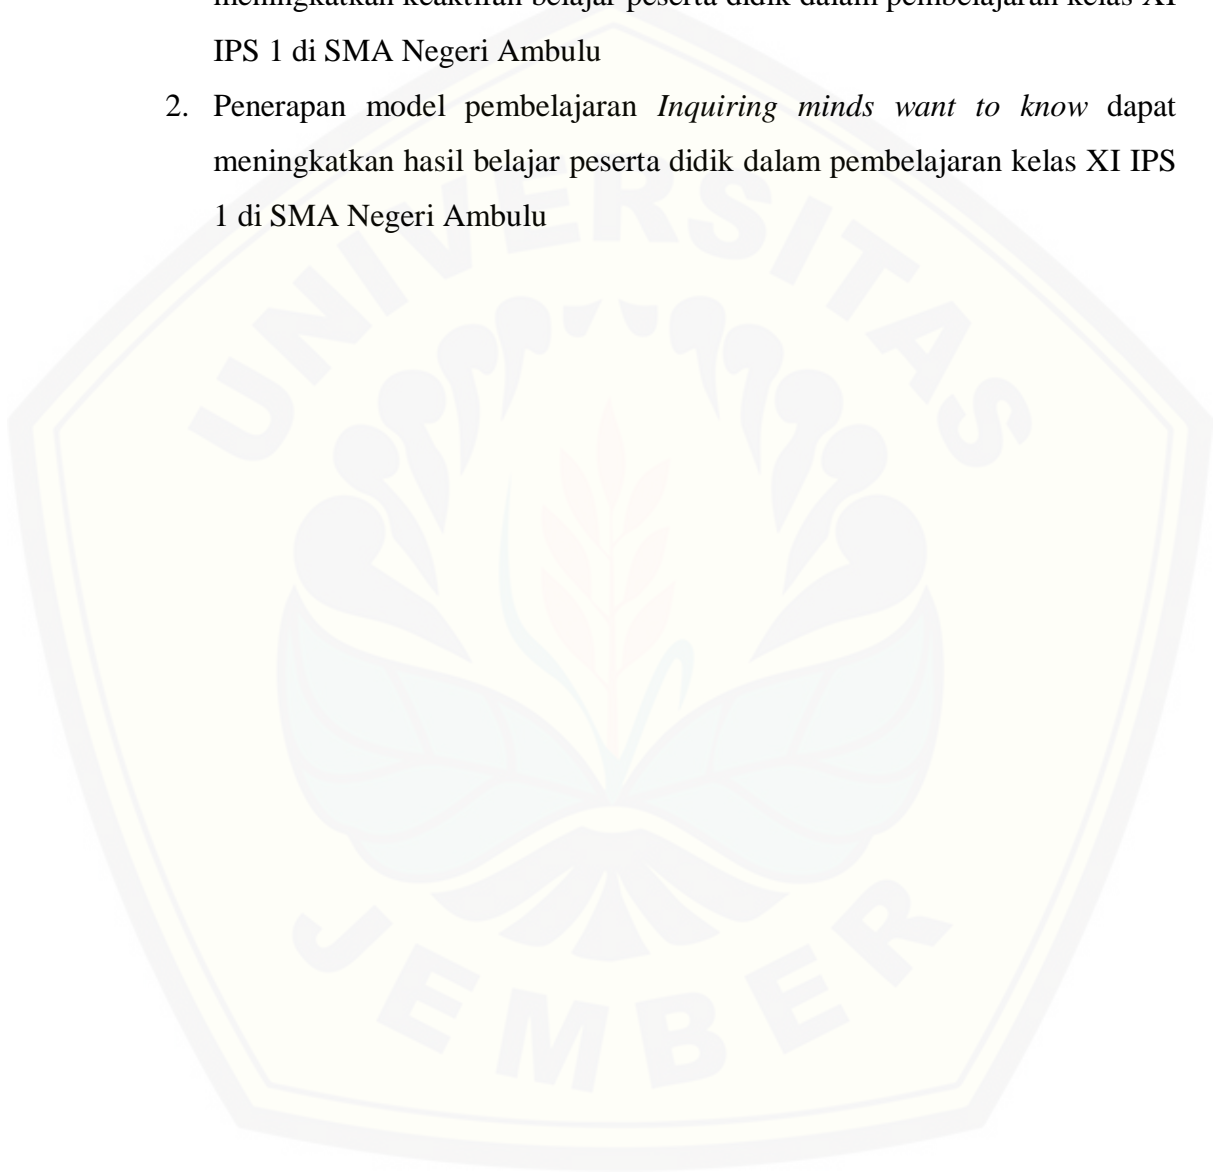 meningkatkan keaktifan belajar peserta didik dalam pembelajaran kelas XI
IPS 1 di SMA Negeri Ambulu
2. Penerapan model pembelajaran Inquiring minds want to know dapat
meningkatkan hasil belajar peserta didik dalam pembelajaran kelas XI IPS
1 di SMA Negeri Ambulu
UNIVERSITAS
JEMBER